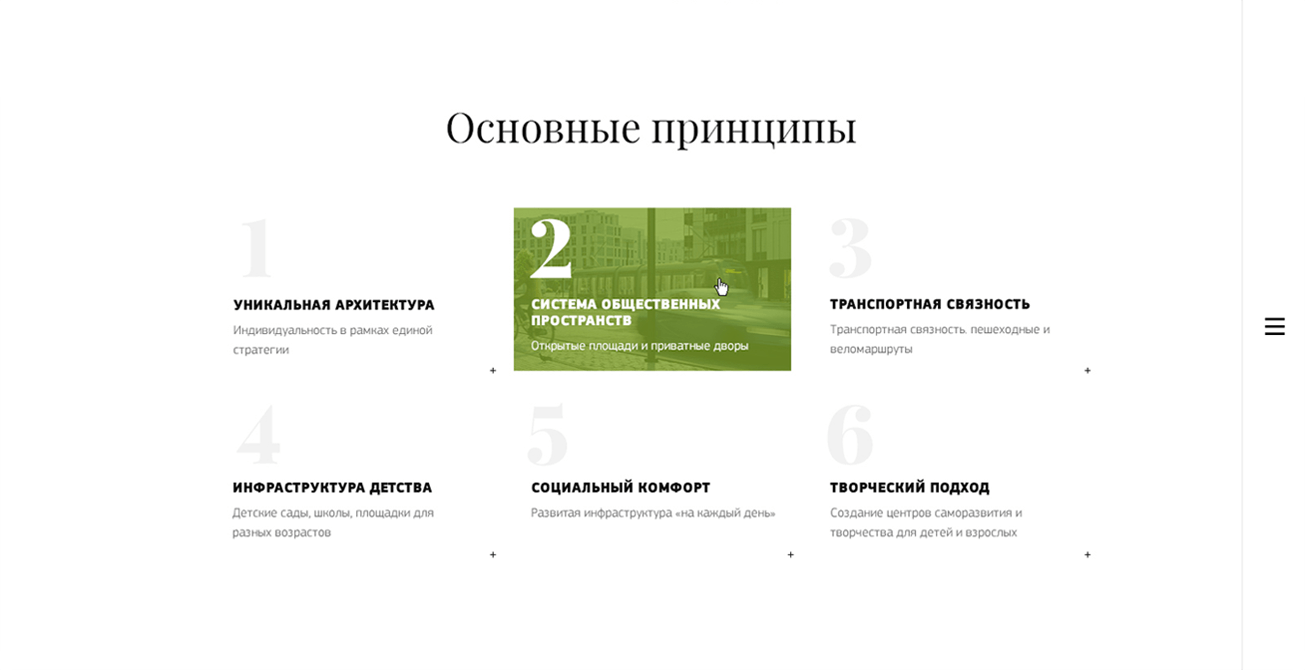 Основные принципы
1
УНИКАЛЬНАЯ АРХИТЕКТУРА
Индивидуальность в рамках единой
стратегии
+
2
СИСТЕМА ОБЩЕСТВЕННЫХ
ПРОСТРАНСТВ
Открытые площади и приватные дворы
3
ТРАНСПОРТНАЯ СВЯЗНОСТЬ
Транспортная связность. пешеходные и
веломаршруты
+
4
ИНФРАСТРУКТУРА ДЕТСТВА
Детские сады, школы, площадки для
разных возрастов
+
5
СОЦИАЛЬНЫЙ КОМФОРТ
Развитая инфраструктура «на каждый день»
+
6
ТВОРЧЕСКИЙ ПОДХОД
Создание центров саморазвития и
творчества для детей и взрослых
+